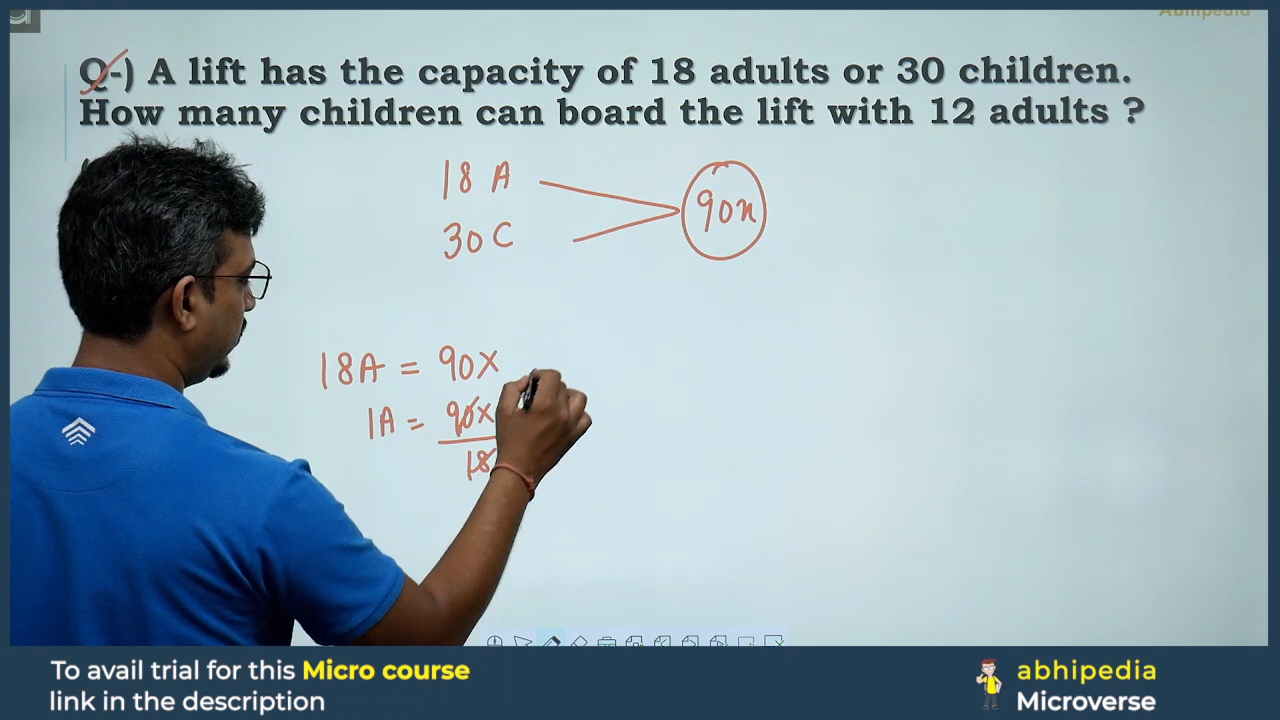 Abhipedia
Q-) A lift has the capacity of 18 adults or 30 children.
How many children can board the lift with 12 adults ?
18 A
90x
30 C
18A = 90x
1A = 90x
18
To avail trial for this Micro course
link in the description
abhipedia
Microverse